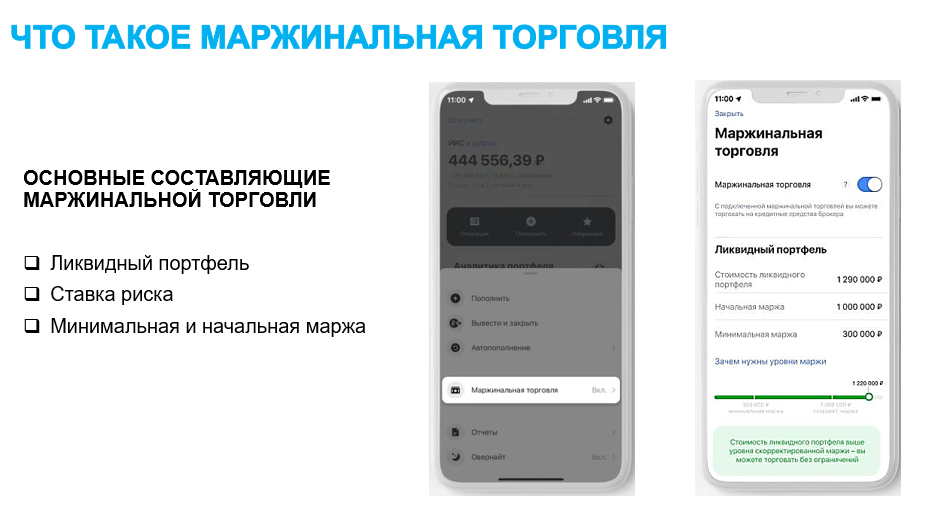 ЧТО ТАКОЕ МАРЖИНАЛЬНАЯ ТОРГОВЛЯ
ОСНОВНЫЕ СОСТАВЛЯЮЩИЕ
МАРЖИНАЛЬНОЙ ТОРГОВЛИ
Ликвидный портфель
Ставка риска
Минимальная и начальная маржа
11:00
Все счета
ИИС в рублях
444 556,39 ₽
Операции Пополнить Избранное
Аналитика портфеля
Пополнить
Вывести и закрыть
Автопополнение
Маржинальная торговля Вкл.
Отчеты
Овернайт Вкл.
11:00
Закрыть
Маржинальная
торговля
Маржинальная торговля ?
С подключенной маржинальной торговлей вы можете
торговать на кредитные средства брокера
Ликвидный портфель
Стоимость ликвидного
портфеля 1 290 000 ₽
Начальная маржа 1 000 000 ₽
Минимальная маржа 300 000 ₽
Зачем нужны уровни маржи
1 220 000 ₽
300 000 ₽ 1 000 000 ₽
минимальная маржа маржа
Стоимость ликвидного портфеля выше
уровня скорректированной маржи – вы
можете торговать без ограничений